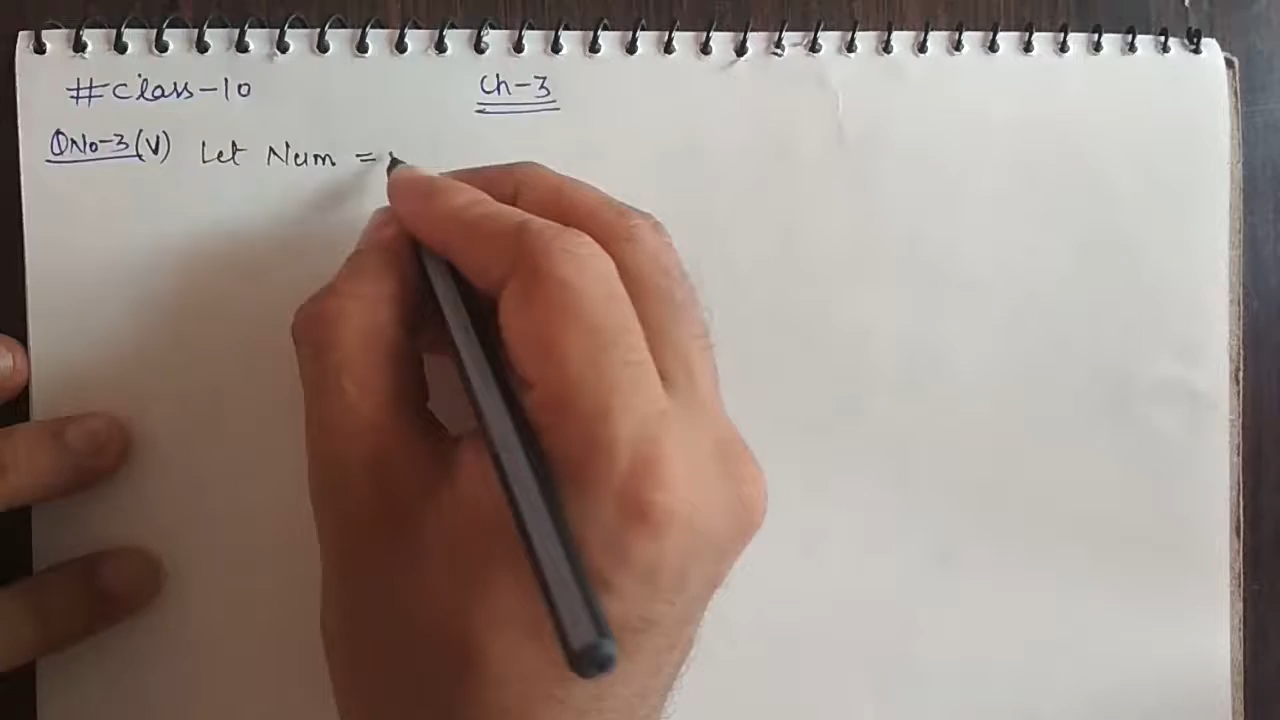 #Class-10 Ch-3
QNo-3(V) Let Num =